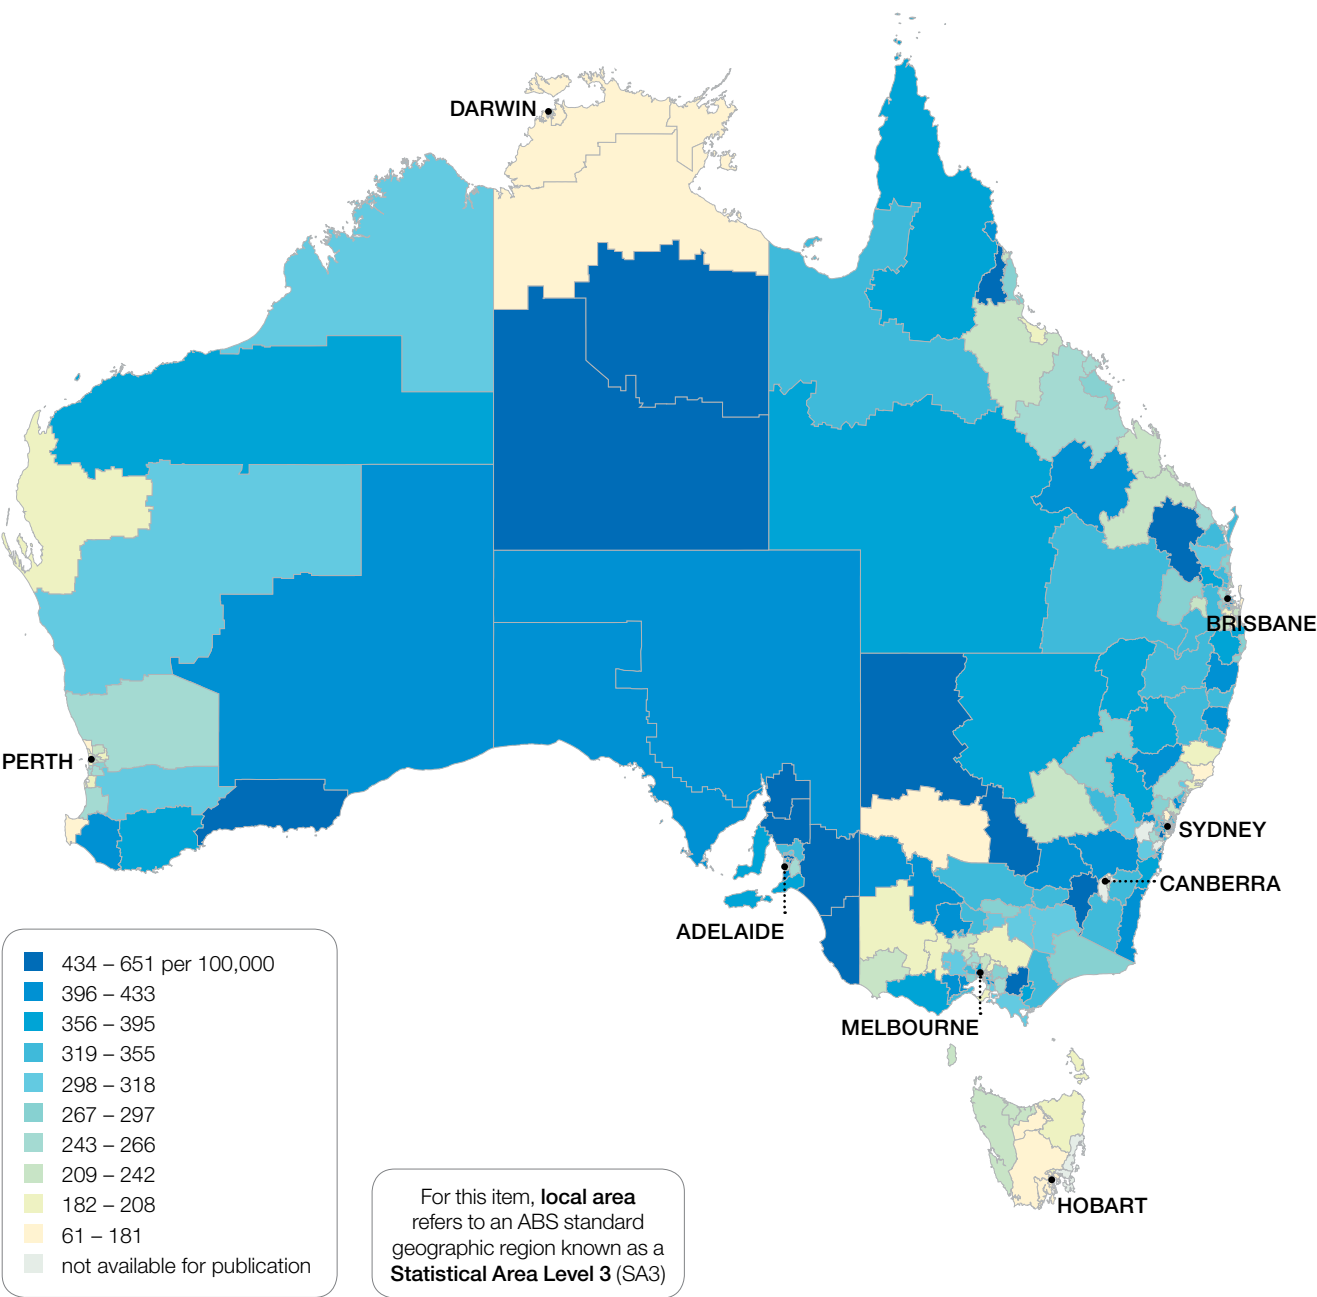 DARWIN
BRISBANE
PERTH
SYDNEY
CANBERRA
ADELAIDE
MELBOURNE
HOBART
434 – 651 per 100,000
396 – 433
356 – 395
319 – 355
298 – 318
267 – 297
243 – 266
209 – 242
182 – 208
61 – 181
not available for publication
For this item, local area
refers to an ABS standard
geographic region known as a
Statistical Area Level 3 (SA3)